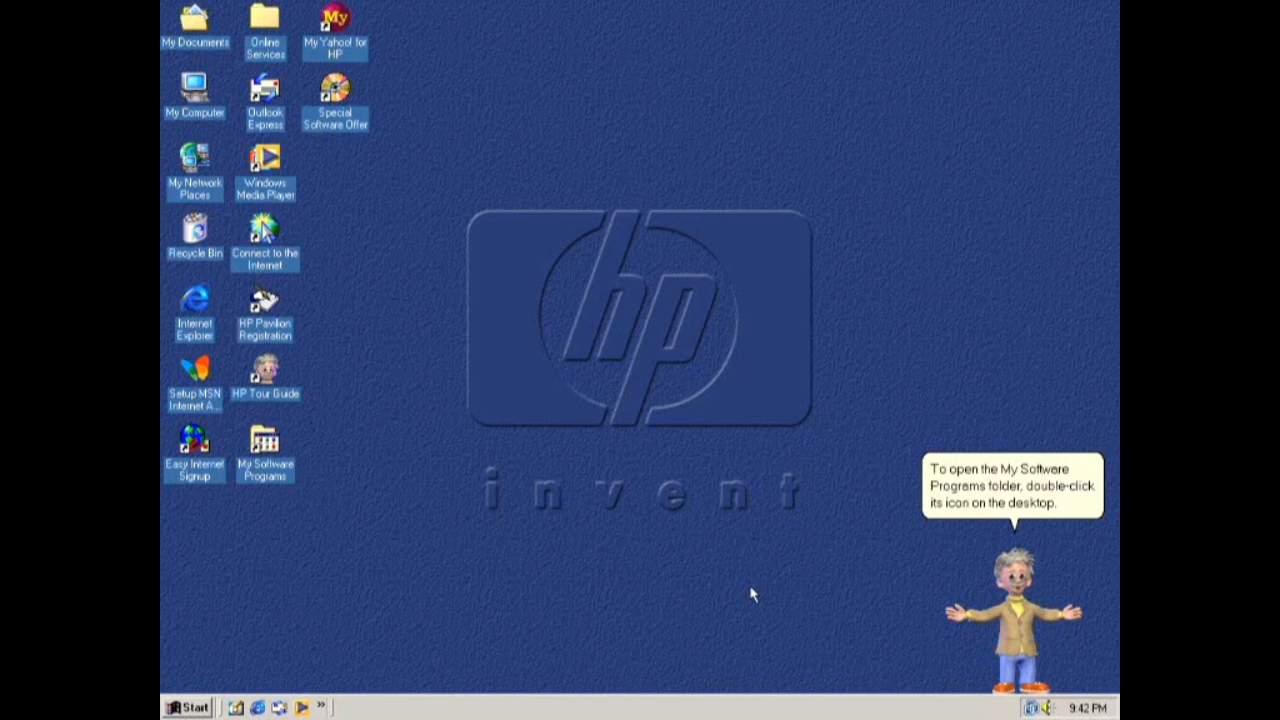 My Documents
Online
Services
My Yahoo! for
HP
My Computer
Outlook
Express
Special
Software Offer
My Network
Places
Windows
Media Player
Recycle Bin
Connect to the
Internet
Internet
Explorer
HP Pavilion
Registration
Setup MSN
Internet A...
HP Tour Guide
Easy Internet
Signup
My Software
Programs
My
hp
invent
To open the My Software
Programs folder, double-click
its icon on the desktop.
Start
»
9:42 PM